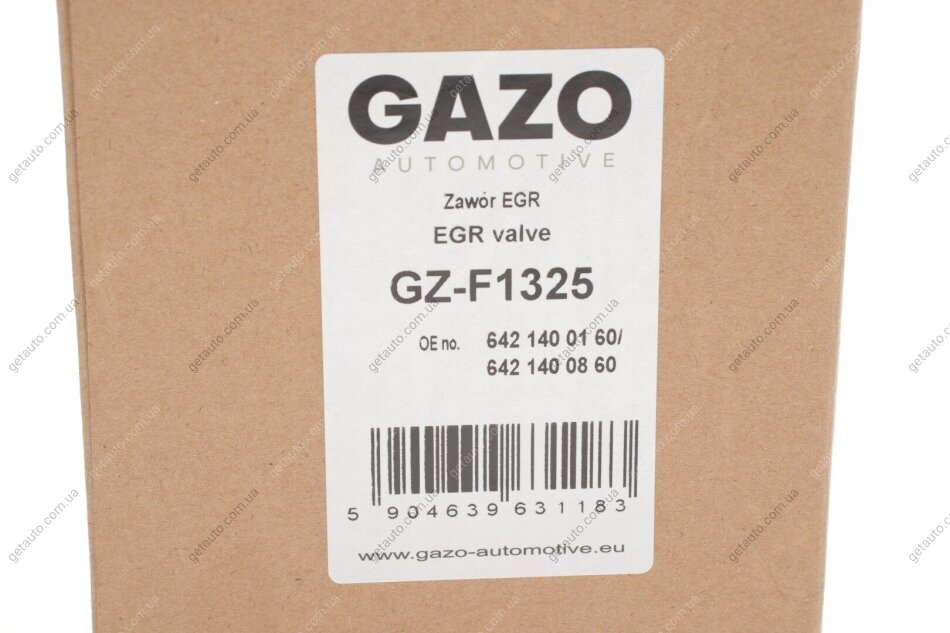 GAZO
AUTOMOTIVE
Zawór EGR
EGR valve
GZ-F1325
OE no. 642 140 01 60/
642 140 08 60
5 904639 631183
www.gazo-automotive.eu
getauto.com.ua